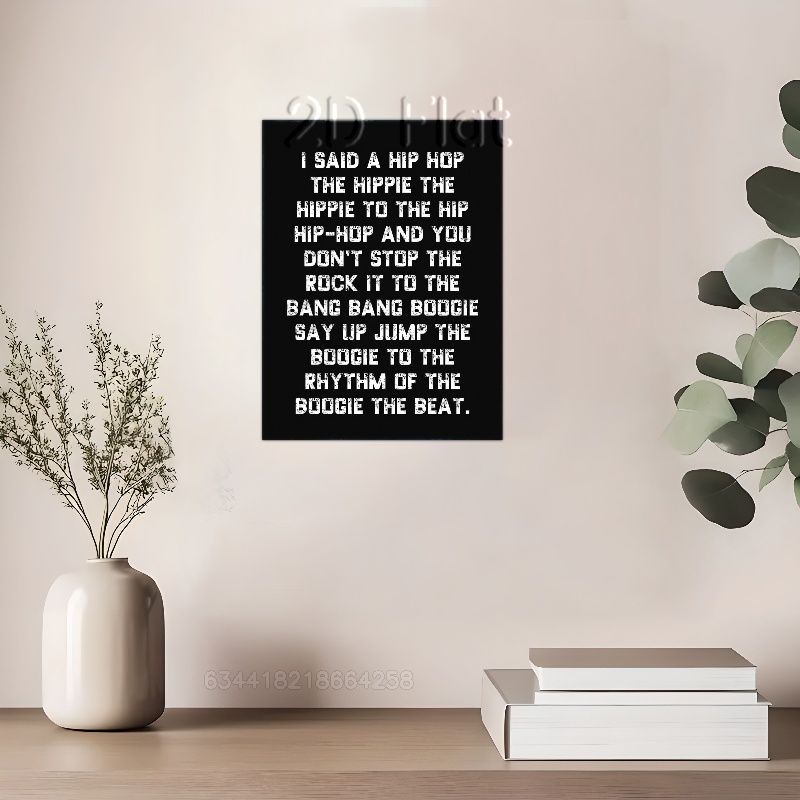 2D Flat
I SAID A HIP HOP
THE HIPPIE THE
HIPPIE TO THE HIP
HIP-HOP AND YOU
DON'T STOP THE
ROCK IT TO THE
BANG BANG BOOGIE
SAY UP JUMP THE
BOOGIE TO THE
RHYTHM OF THE
BOOGIE THE BEAT.
634418218664258